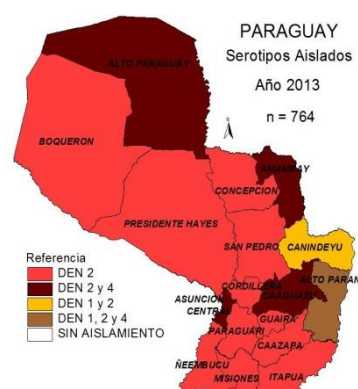 PARAGUAY
Serotipos Aislados
Año 2013
n = 764
ALTO PARAGUAY
BOQUERON
AMAMBAY
CONCEPCION
PRESIDENTE HAYES
SAN PEDRO
CANINDEYU
Referencia
DEN 2
DEN 2 y 4
DEN 1 y 2
DEN 1, 2 y 4
SIN AISLAMIENTO
CORDILLERA
ALTO PARANA
CAAGUAZU
ASUNCION
CENTRAL
GUAIRA
PARAGUARI
CAAZAPA
ÑEEMBUCU
MISIONES
ITAPUA